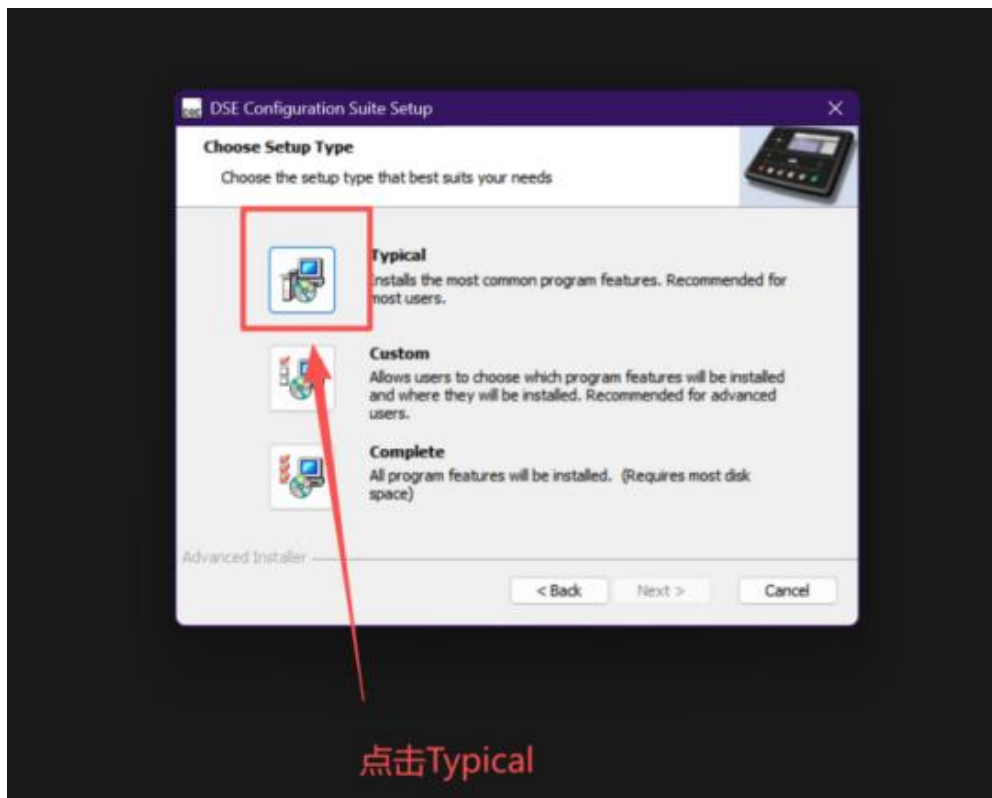 DSE Configuration Suite Setup
Choose Setup Type
Choose the setup type that best suits your needs
Typical
Installs the most common program features. Recommended for
most users.
Custom
Allows users to choose which program features will be installed
and where they will be installed. Recommended for advanced
users.
Complete
All program features will be installed. (Requires most disk
space)
Advanced Installer
< Back
Next >
Cancel
点击Typical